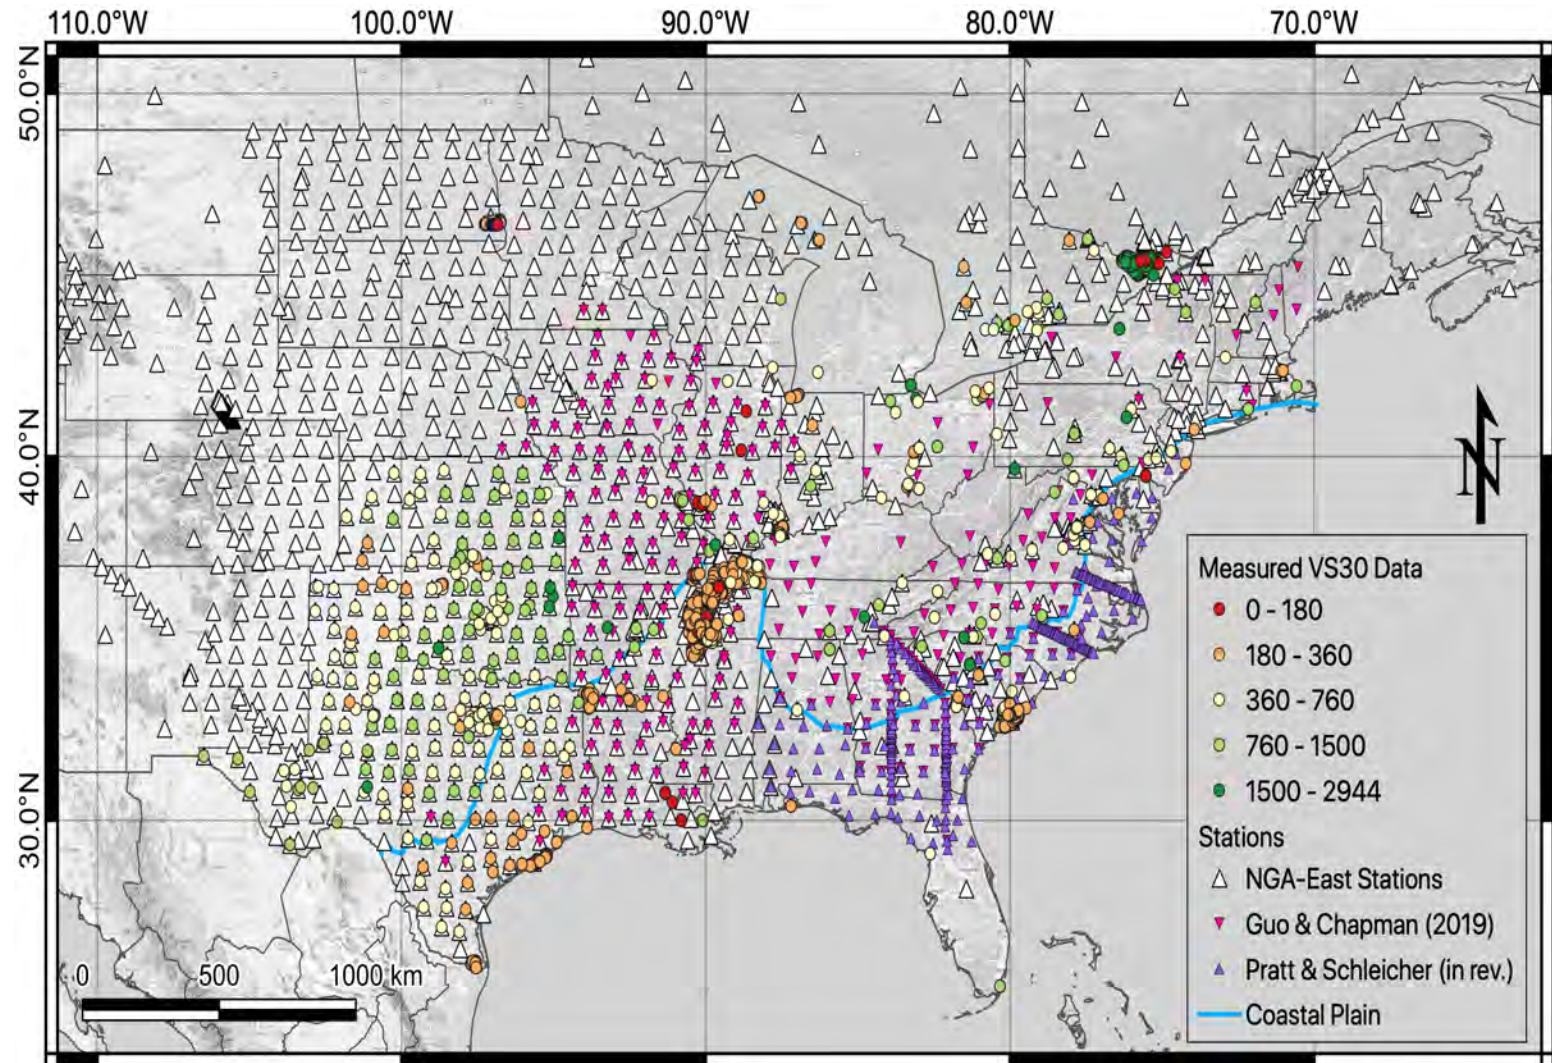 110.0°W 100.0°W 90.0°W 80.0°W 70.0°W
50.0°N
40.0°N
30.0°N
N
Measured VS30 Data
0 - 180
180 - 360
360 - 760
760 - 1500
1500 - 2944
Stations
NGA-East Stations
Guo & Chapman (2019)
Pratt & Schleicher (in rev.)
Coastal Plain
0 500 1000 km